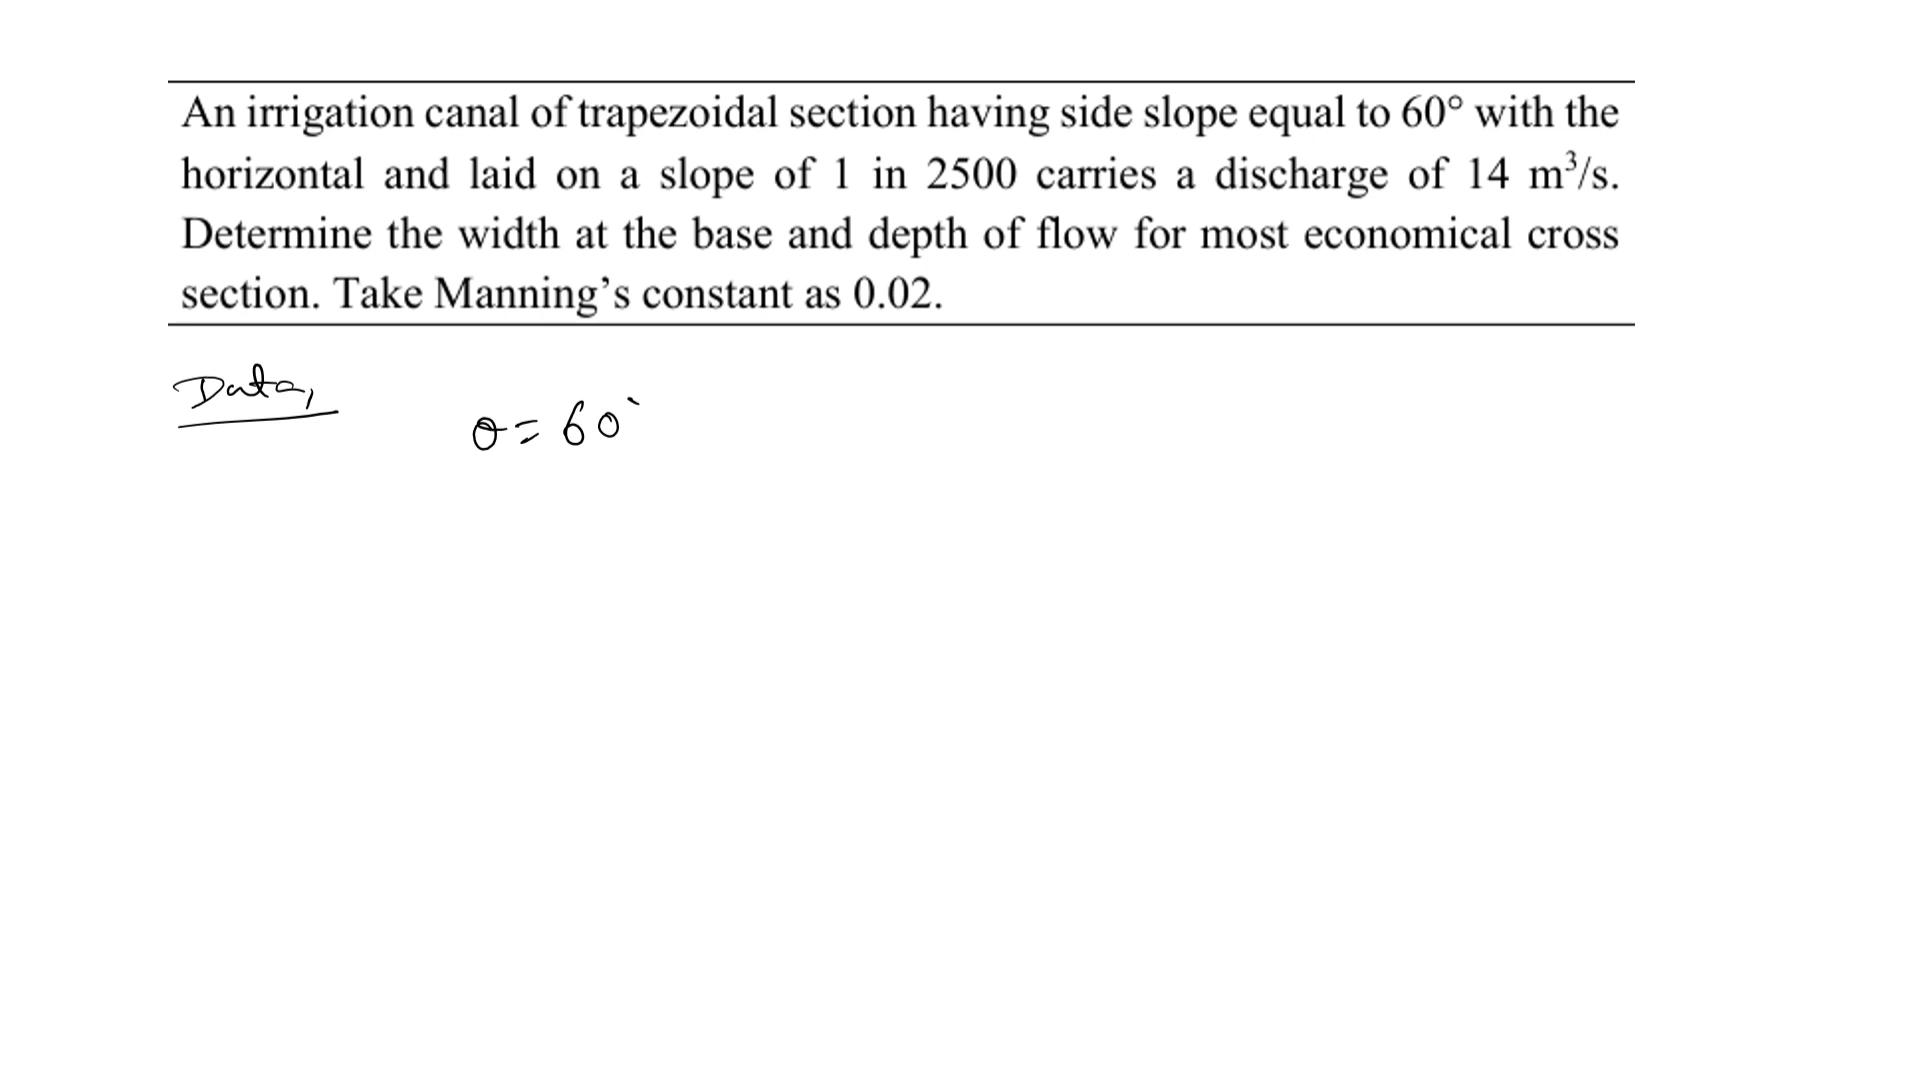 An irrigation canal of trapezoidal section having side slope equal to 60° with the
horizontal and laid on a slope of 1 in 2500 carries a discharge of 14 m³/s.
Determine the width at the base and depth of flow for most economical cross
section. Take Manning’s constant as 0.02.
Data,
θ = 60°